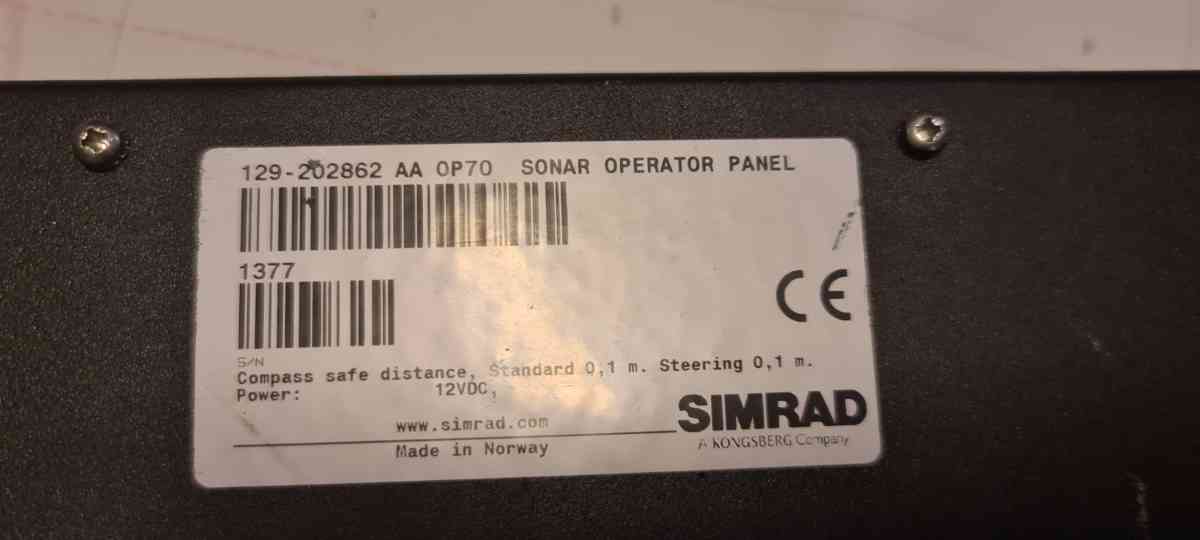 129-202862 AA OP70 SONAR OPERATOR PANEL
1377
S/N
Compass safe distance, Standard 0,1 m. Steering 0,1 m.
Power: 12VDC,
www.simrad.com
Made in Norway
CE
SIMRAD
A KONGSBERG Company